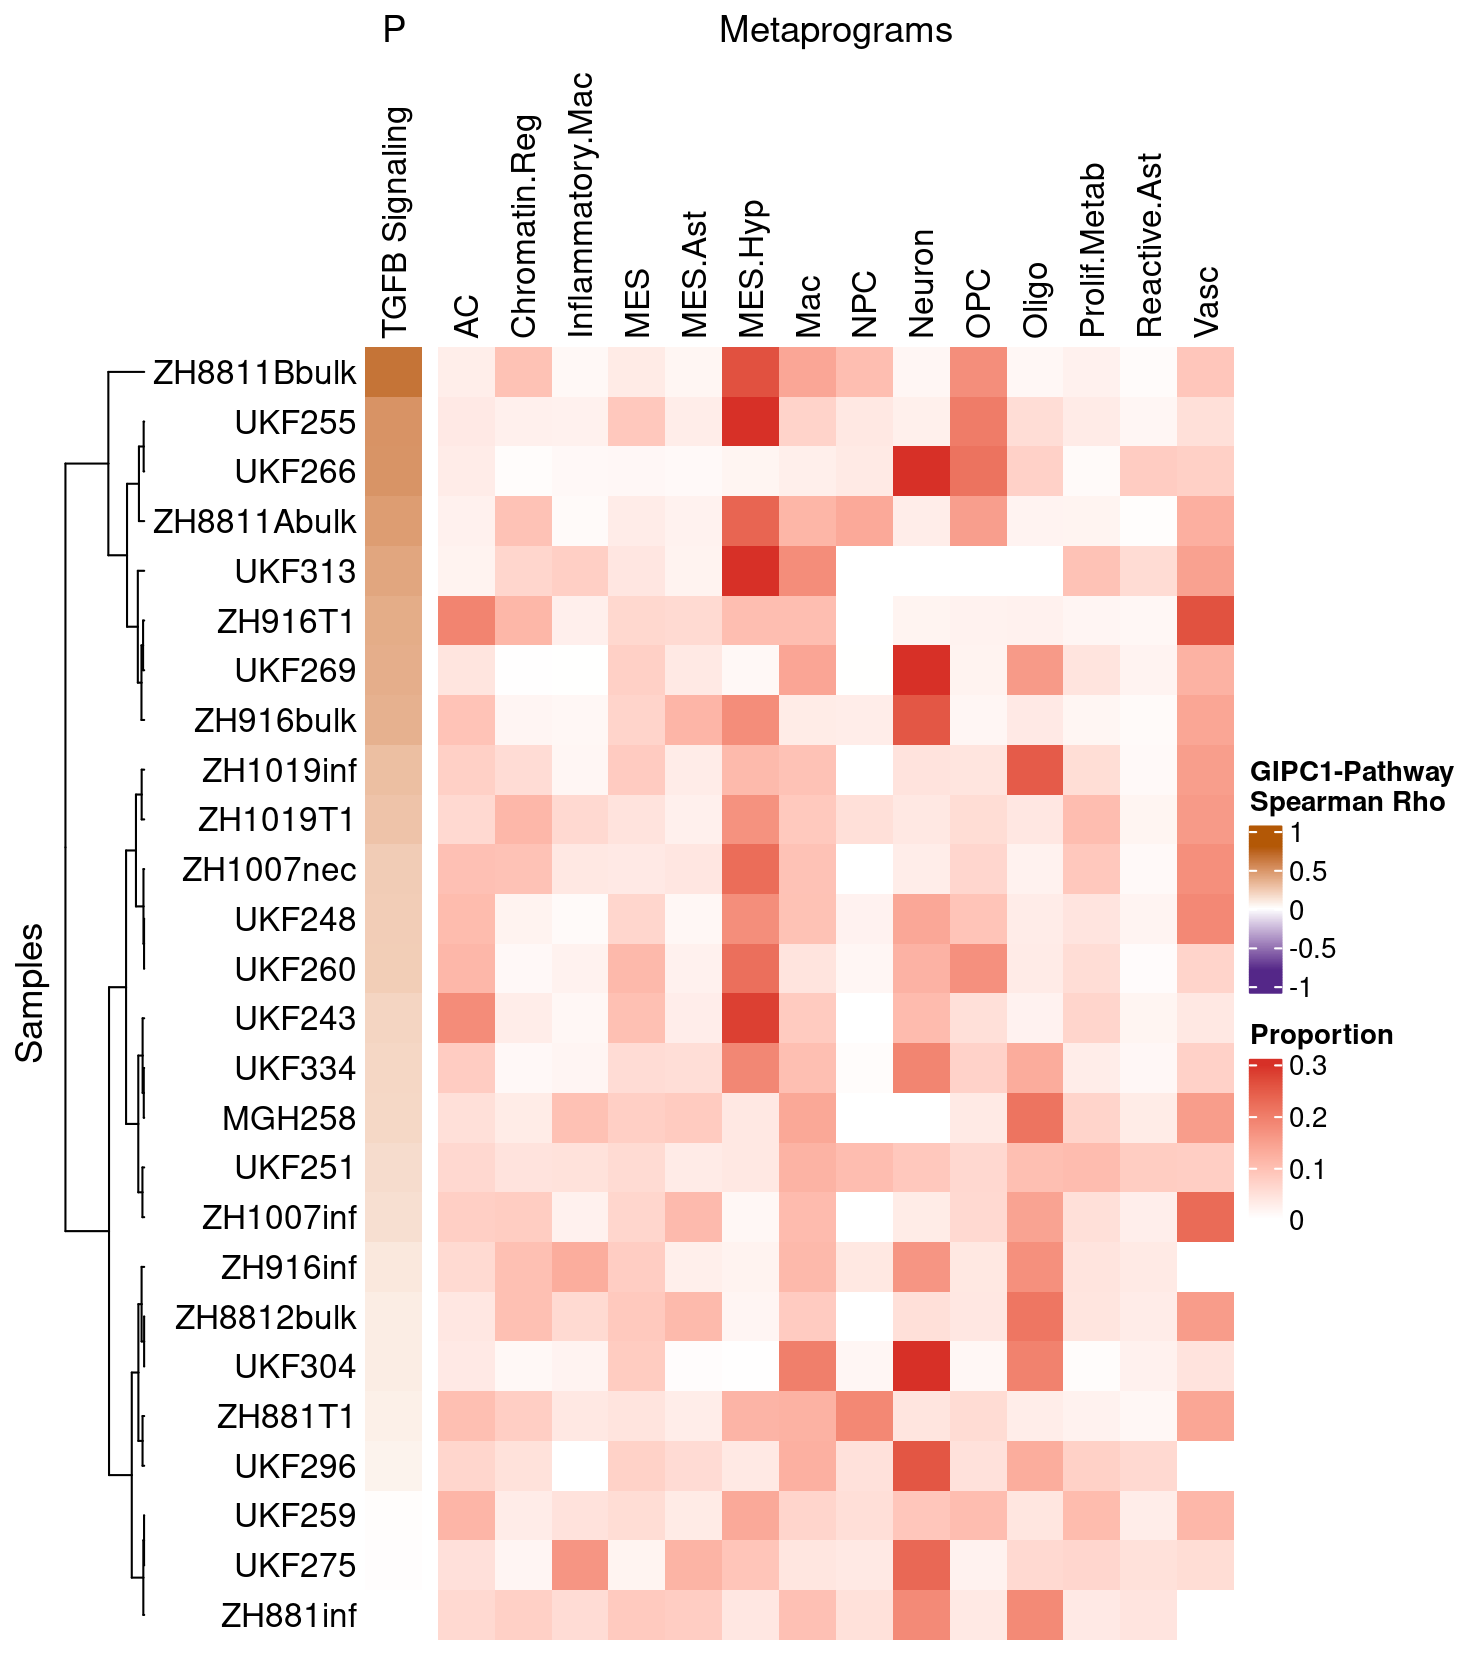 P
Metaprograms
TGFB Signaling
AC
Chromatin.Reg
Inflammatory.Mac
MES
MES.Ast
MES.Hyp
Mac
NPC
Neuron
OPC
Oligo
Prolif.Metab
Reactive.Ast
Vasc
Samples
ZH8811Bbulk
UKF255
UKF266
ZH8811Abulk
UKF313
ZH916T1
UKF269
ZH916bulk
ZH1019inf
ZH1019T1
ZH1007nec
UKF248
UKF260
UKF243
UKF334
MGH258
UKF251
ZH1007inf
ZH916inf
ZH8812bulk
UKF304
ZH881T1
UKF296
UKF259
UKF275
ZH881inf
GIPC1-Pathway
Spearman Rho
1
0.5
0
-0.5
-1
Proportion
0.3
0.2
0.1
0